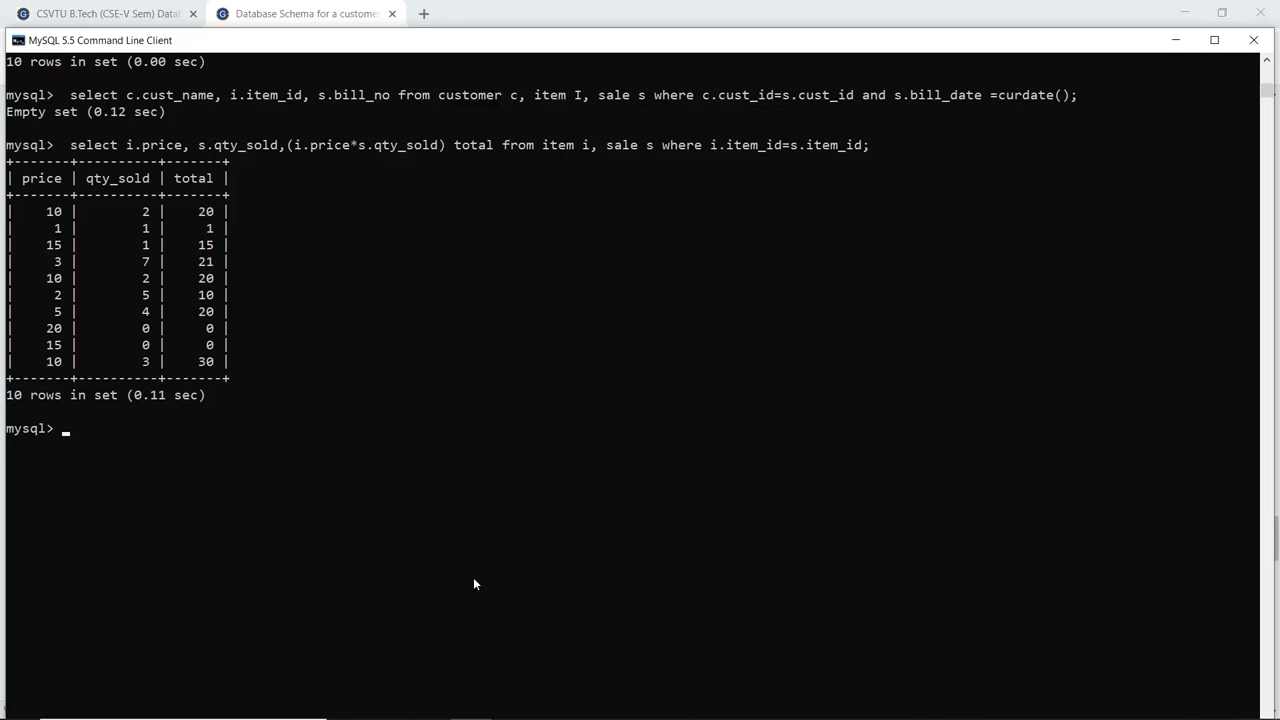 CSVTU B.Tech (CSE-V Sem) Datal
Database Schema for a custome
MySQL 5.5 Command Line Client
10 rows in set (0.00 sec)
mysql>  select c.cust_name, i.item_id, s.bill_no from customer c, item I, sale s where c.cust_id=s.cust_id and s.bill_date =curdate();
Empty set (0.12 sec)
mysql>  select i.price, s.qty_sold,(i.price*s.qty_sold) total from item i, sale s where i.item_id=s.item_id;
+-------+----------+-------+
| price | qty_sold | total |
+-------+----------+-------+
|    10 |        2 |    20 |
|     1 |        1 |     1 |
|    15 |        1 |    15 |
|     3 |        7 |    21 |
|    10 |        2 |    20 |
|     2 |        5 |    10 |
|     5 |        4 |    20 |
|    20 |        0 |     0 |
|    15 |        0 |     0 |
|    10 |        3 |    30 |
+-------+----------+-------+
10 rows in set (0.11 sec)
mysql> _